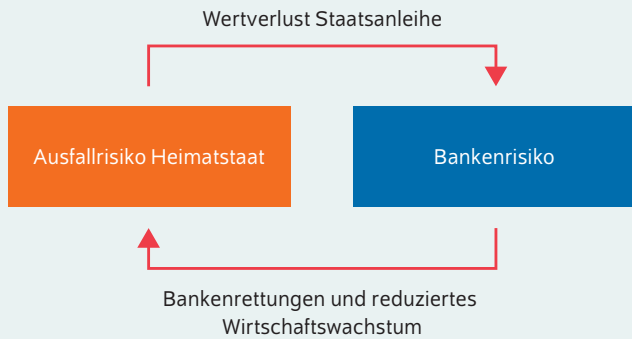 Wertverlust Staatsanleihe
Ausfallrisiko Heimatstaat
Bankenrisiko
Bankenrettungen und reduziertes
Wirtschaftswachstum